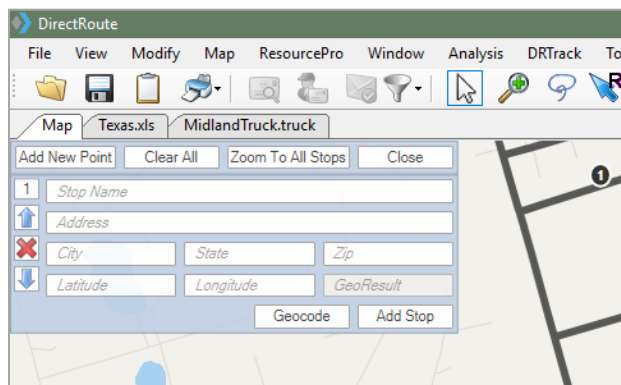 DirectRoute
File View Modify Map ResourcePro Window Analysis DRTrack To
R
Map Texas.xls MidlandTruck.truck
Add New Point Clear All Zoom To All Stops Close
1 Stop Name
Address
City State Zip
Latitude Longitude GeoResult
Geocode Add Stop
1